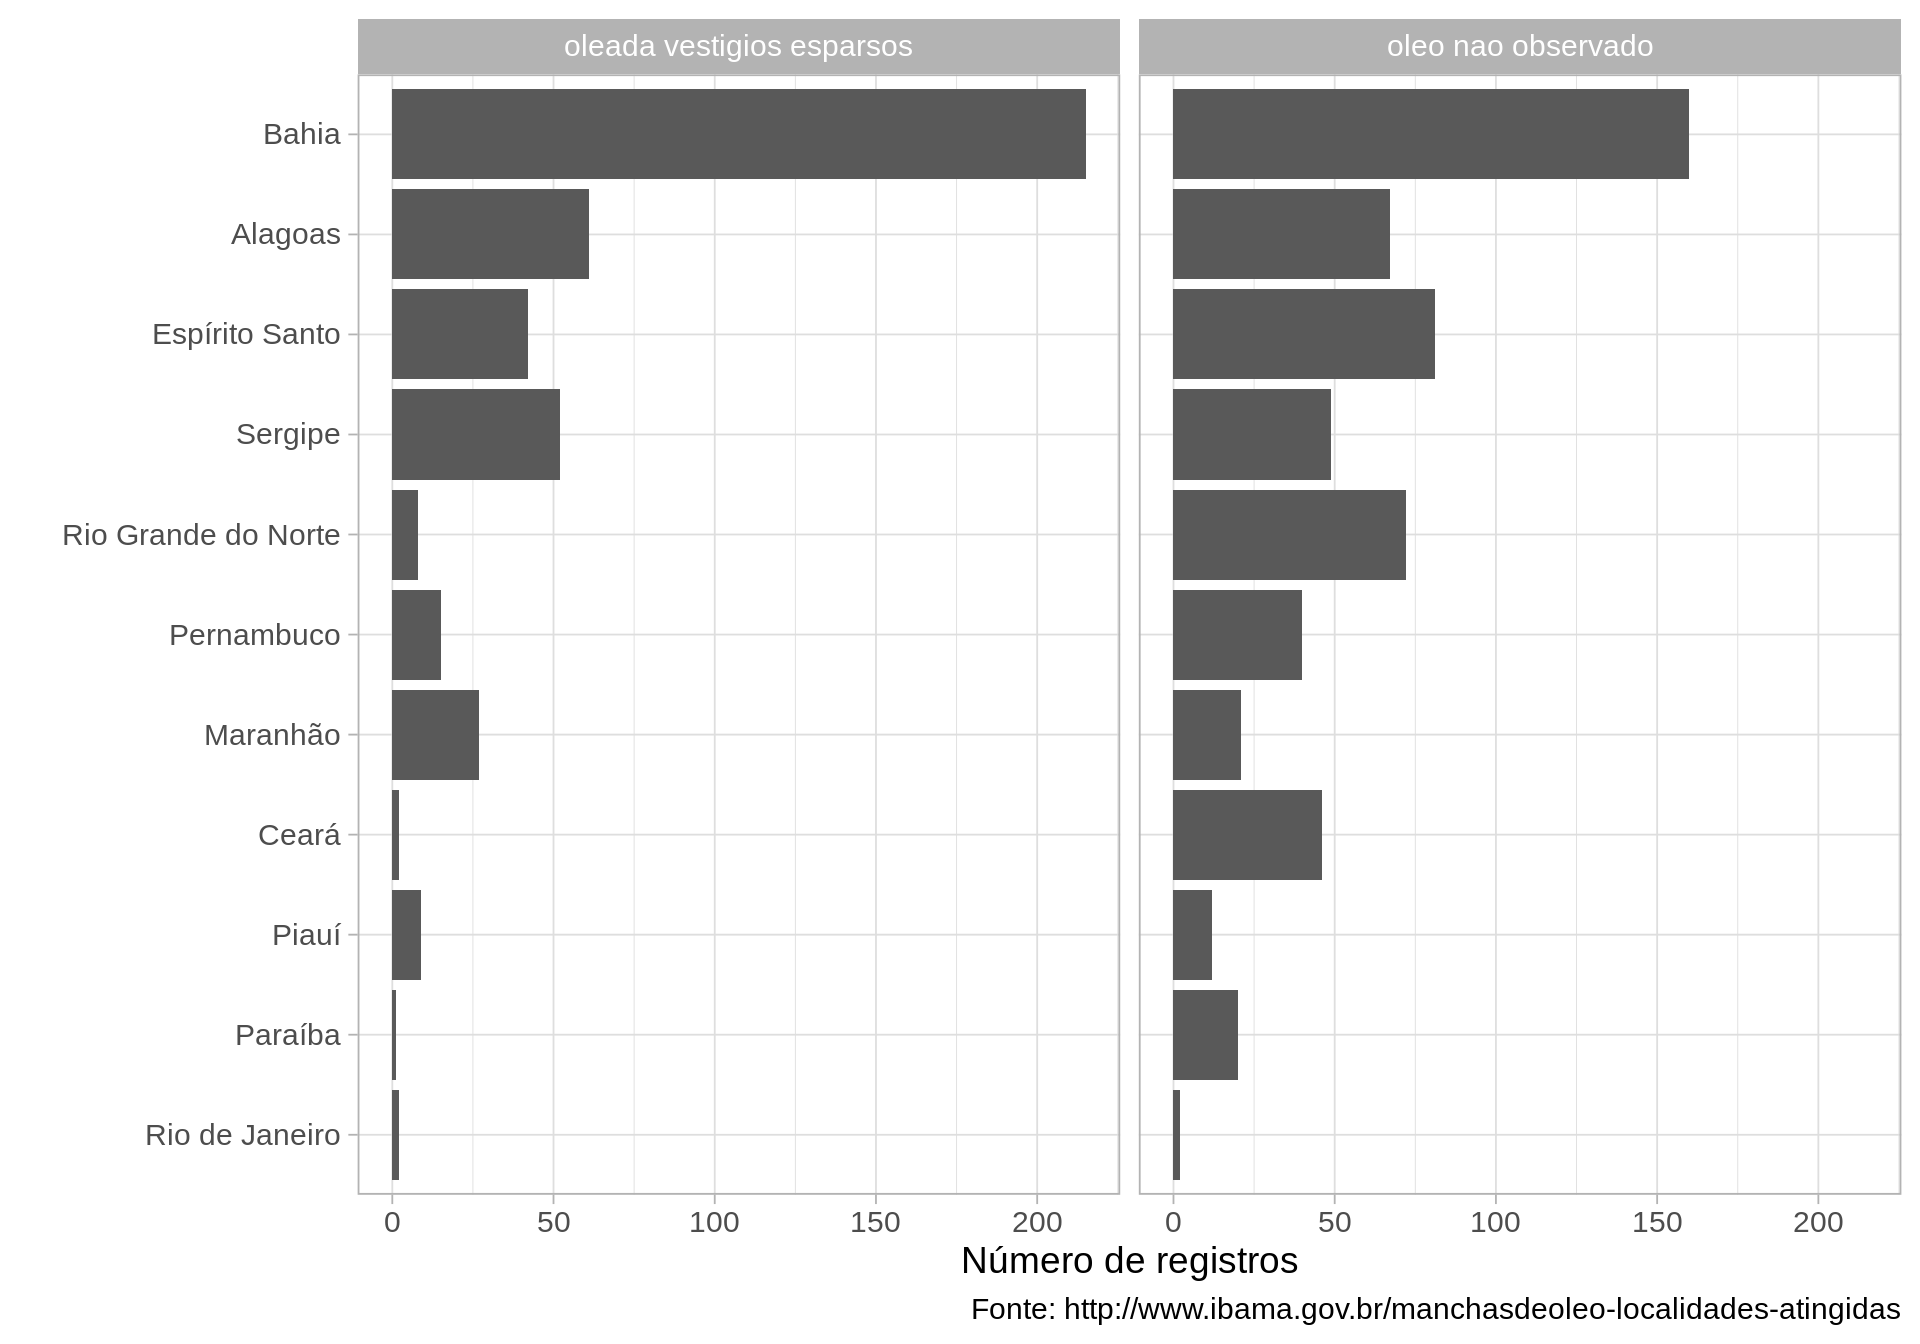 oleada vestigios esparsos
oleo nao observado
Bahia
Alagoas
Espírito Santo
Sergipe
Rio Grande do Norte
Pernambuco
Maranhão
Ceará
Piauí
Paraíba
Rio de Janeiro
0 50 100 150 200
0 50 100 150 200
Número de registros
Fonte: http://www.ibama.gov.br/manchasdeoleo-localidades-atingidas